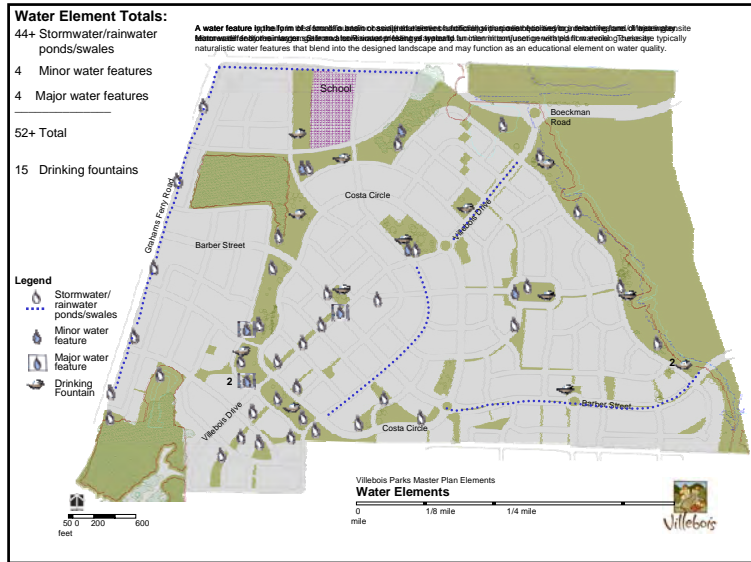 Water Element Totals:
44+ Stormwater/rainwater
ponds/swales
4 Minor water features
4 Major water features
52+ Total
15 Drinking fountains
A water feature
typically
naturalistic water features that blend into the designed landscape and may function as an educational element on water quality.
School
Boeckman
Road
Costa Circle
Villebois Drive
Grahams Ferry Road
Barber Street
Legend
Stormwater/
rainwater
ponds/swales
Minor water
feature
Major water
feature
Drinking
Fountain
2
2
Barber Street
Villebois Drive
Costa Circle
Villebois Parks Master Plan Elements
Water Elements
0 1/8 mile 1/4 mile
mile
50 0 200 600
feet
Villebois